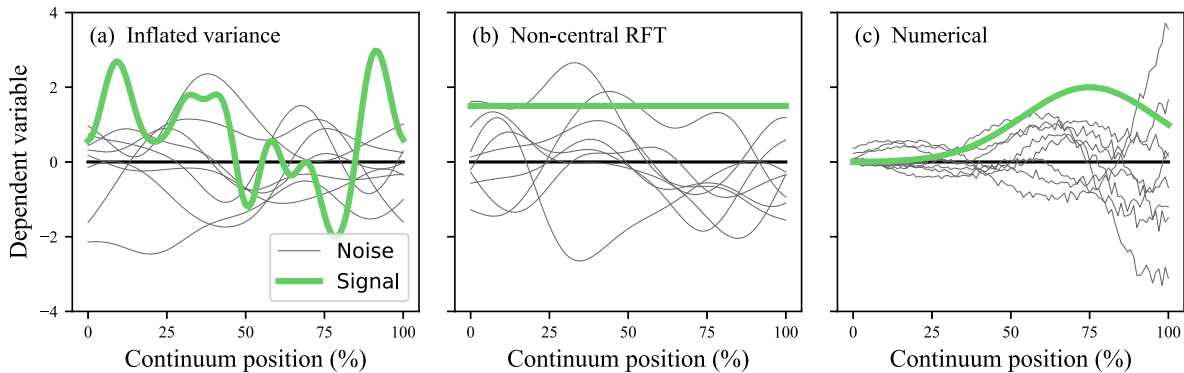 (a) Inflated variance
(b) Non-central RFT
(c) Numerical
Dependent variable
4
2
0
−2
−4
Noise
Signal
0 25 50 75 100
0 25 50 75 100
0 25 50 75 100
Continuum position (%)
Continuum position (%)
Continuum position (%)